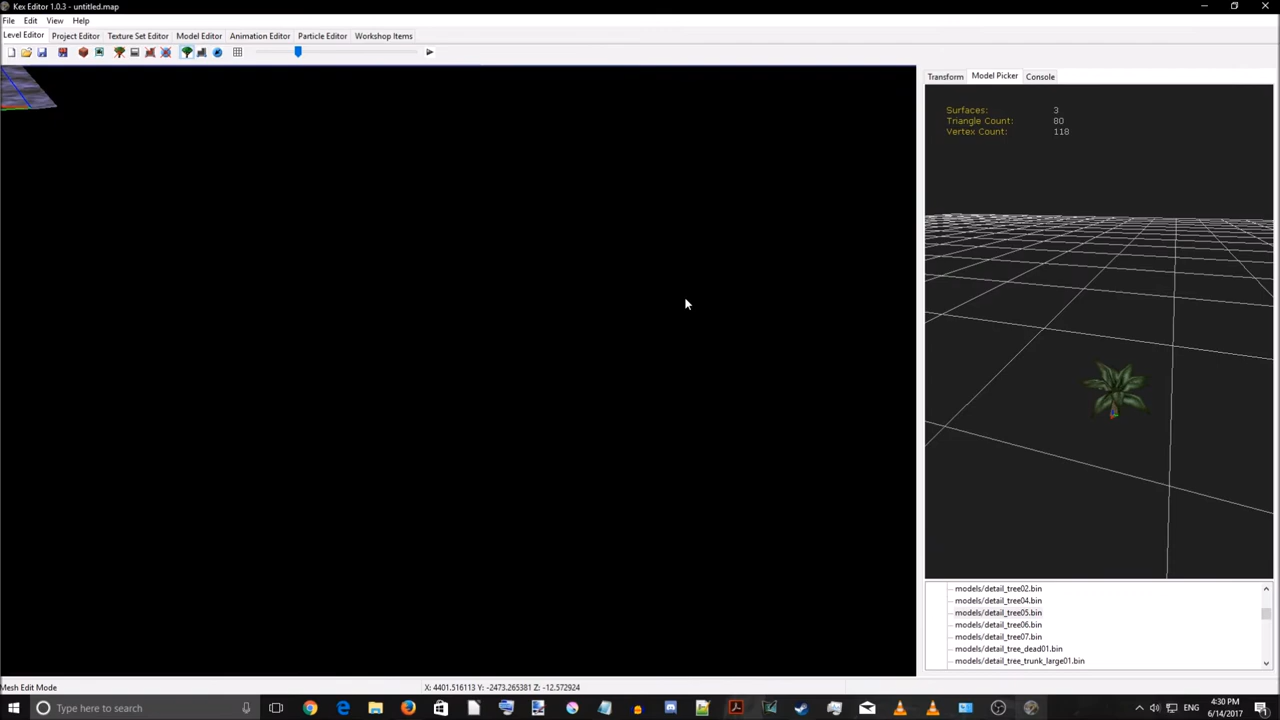 Kex Editor 1.0.3 - untitled.map
File Edit View Help
Level Editor Project Editor Texture Set Editor Model Editor Animation Editor Particle Editor Workshop Items
Transform Model Picker Console
Surfaces: 3
Triangle Count: 80
Vertex Count: 118
models/detail_tree02.bin
models/detail_tree04.bin
models/detail_tree05.bin
models/detail_tree06.bin
models/detail_tree07.bin
models/detail_tree_dead01.bin
models/detail_tree_trunk_large01.bin
Mesh Edit Mode X: 4401.516113 Y: -2473.265381 Z: -12.572924
Type here to search
ENG
4:30 PM
6/14/2017